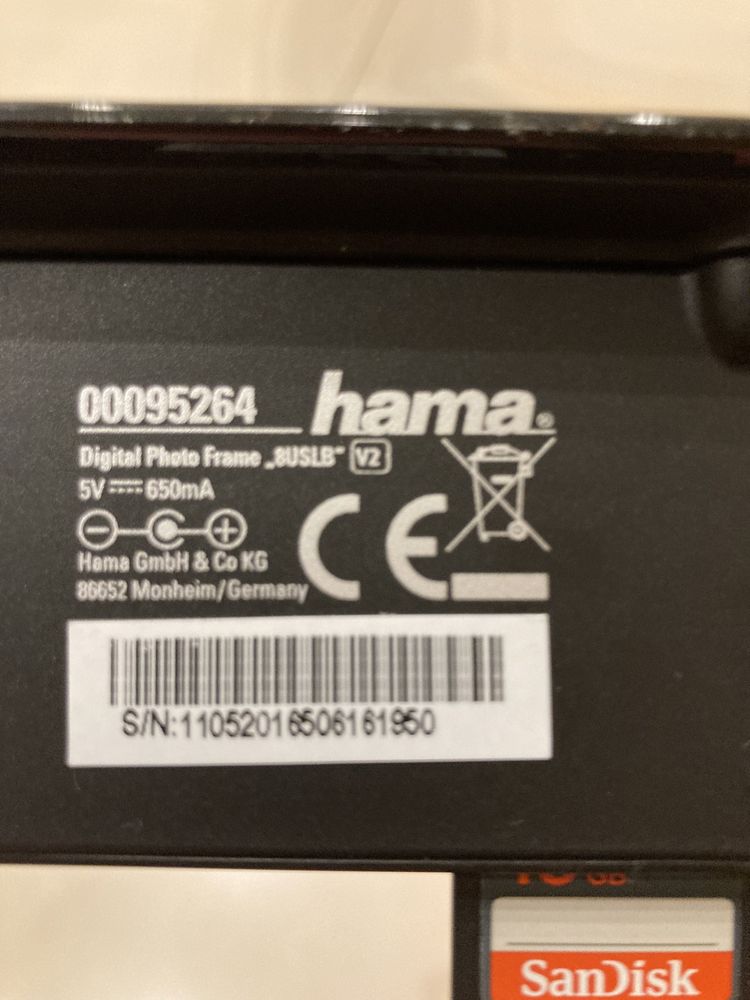 00095264
hama®
Digital Photo Frame „8USLB“ V2
5V 650mA
Hama GmbH & Co KG
86652 Monheim/Germany
CE
S/N:11052016506161950
GB
SanDisk